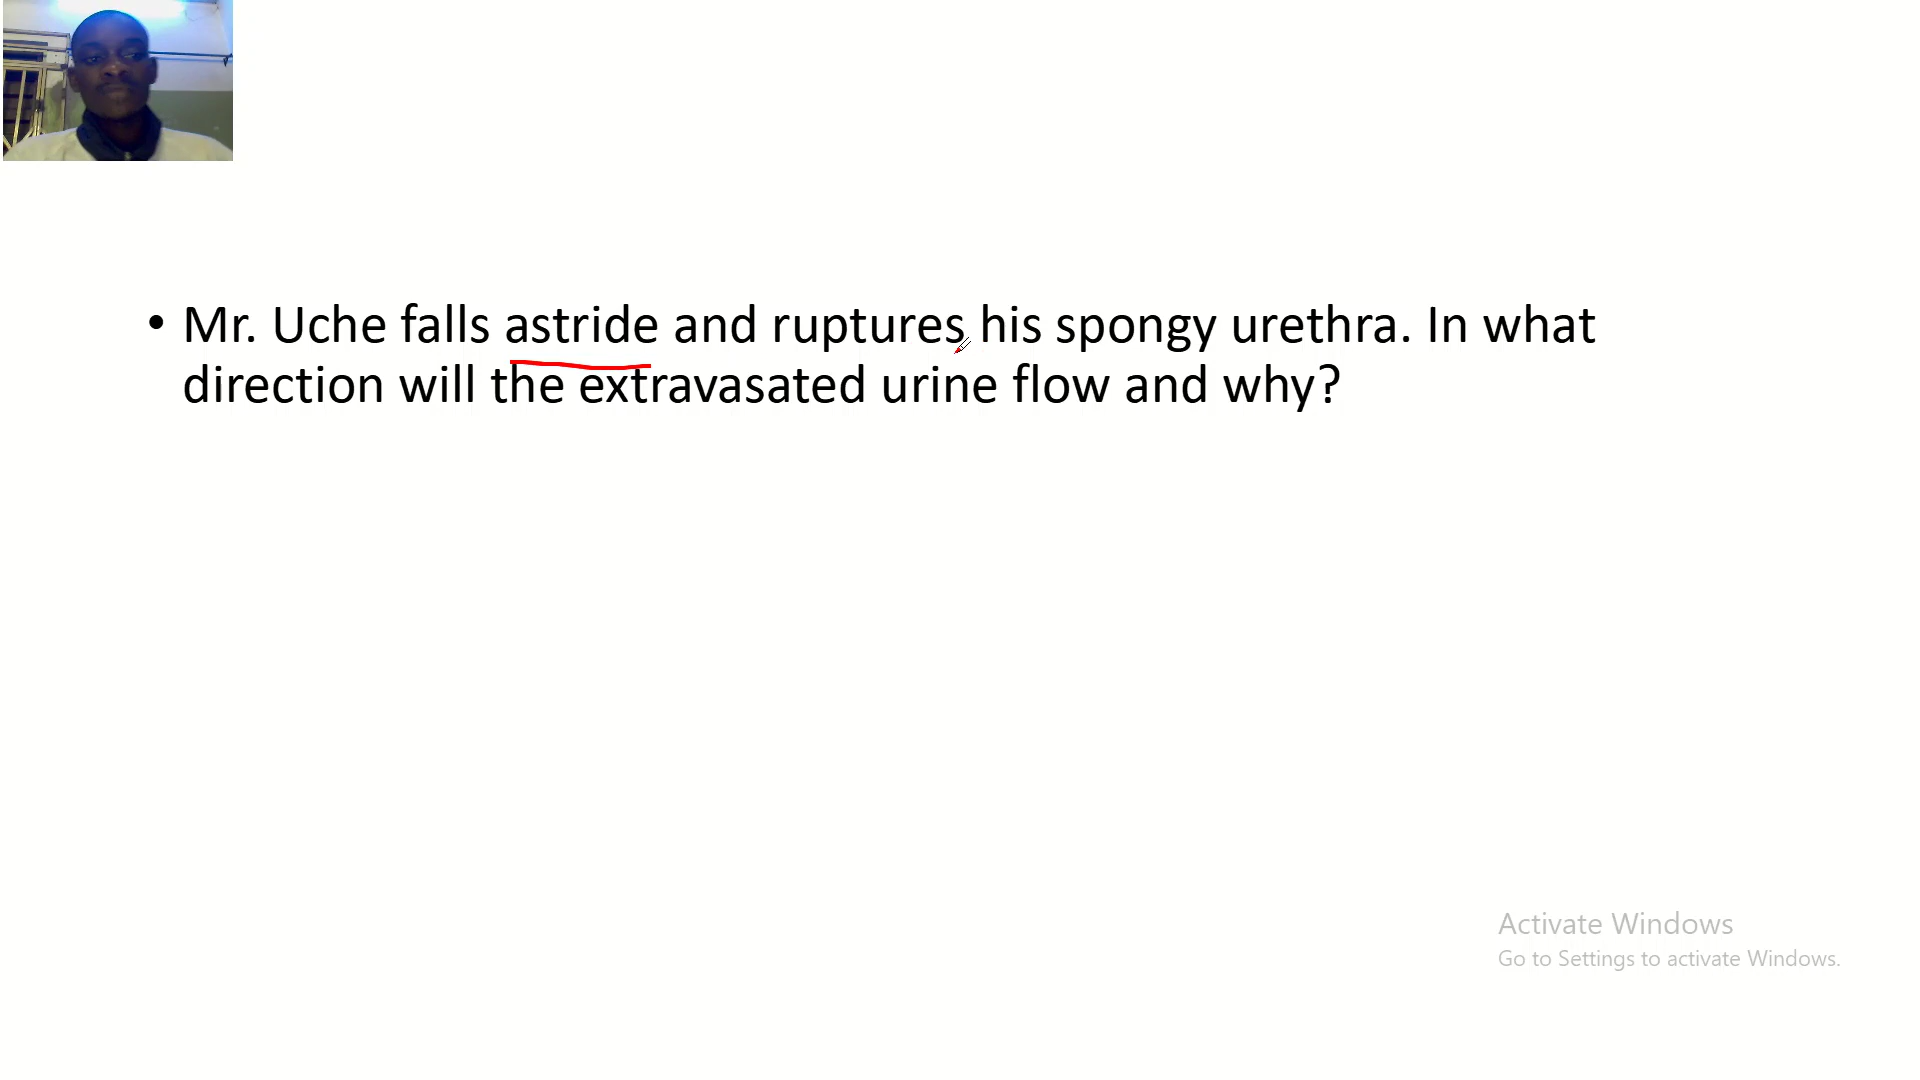 • Mr. Uche falls astride and ruptures his spongy urethra. In what
direction will the extravasated urine flow and why?
Activate Windows
Go to Settings to activate Windows.